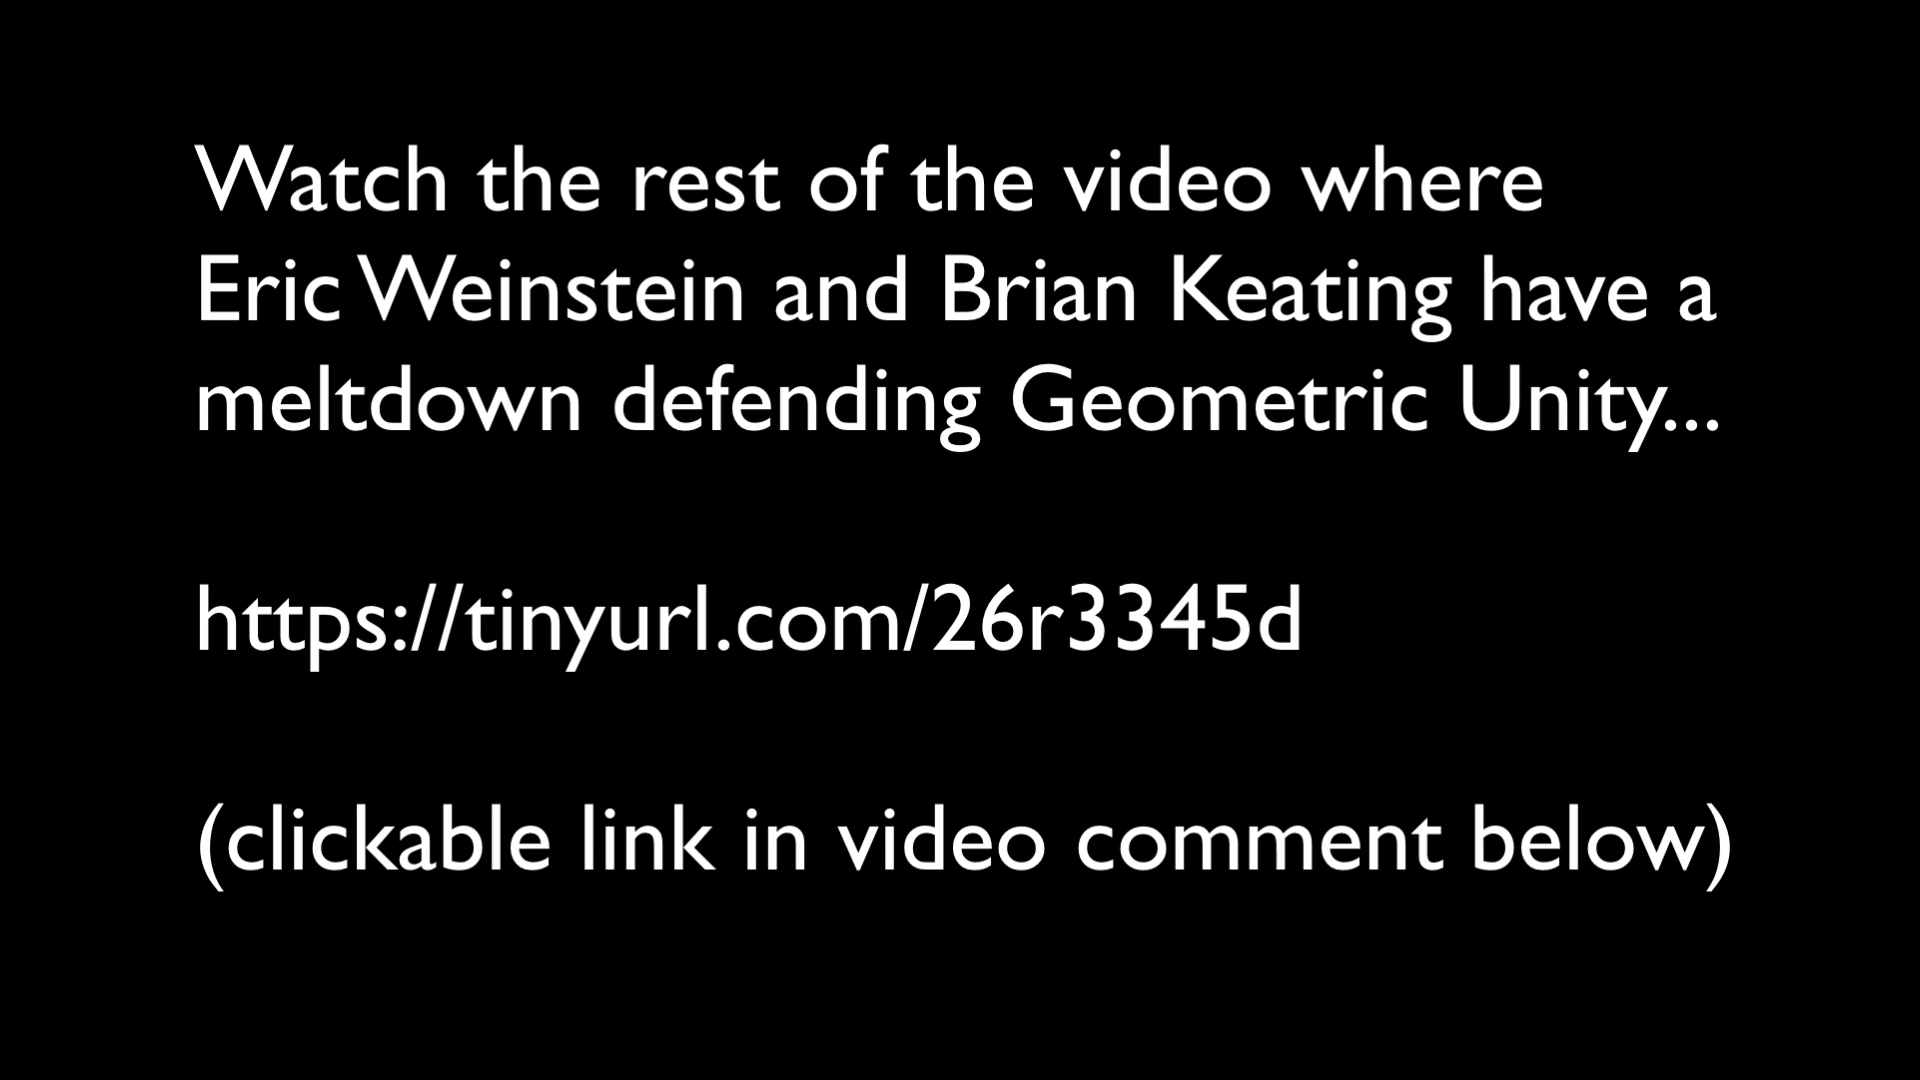 Watch the rest of the video where
Eric Weinstein and Brian Keating have a
meltdown defending Geometric Unity...
https://tinyurl.com/26r3345d
(clickable link in video comment below)